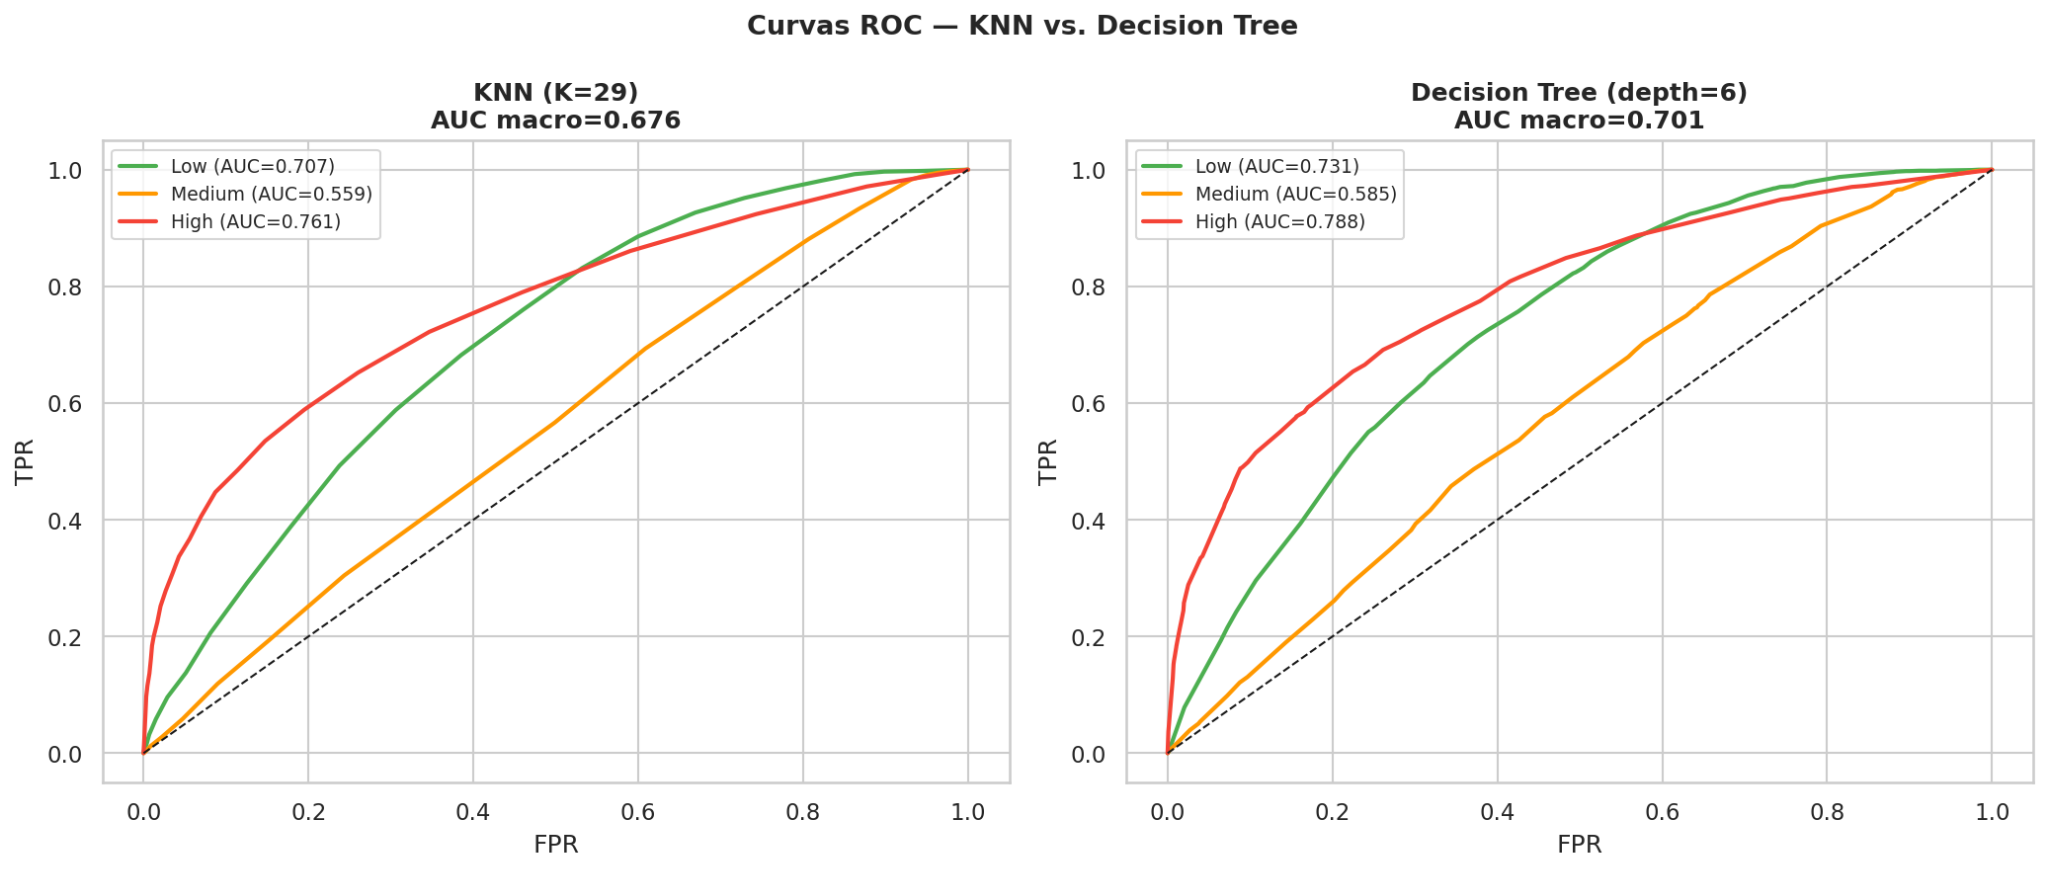 Curvas ROC — KNN vs. Decision Tree
KNN (K=29)
AUC macro=0.676
Low (AUC=0.707)
Medium (AUC=0.559)
High (AUC=0.761)
1.0
0.8
0.6
0.4
0.2
0.0
TPR
0.0 0.2 0.4 0.6 0.8 1.0
FPR
Decision Tree (depth=6)
AUC macro=0.701
Low (AUC=0.731)
Medium (AUC=0.585)
High (AUC=0.788)
1.0
0.8
0.6
0.4
0.2
0.0
TPR
0.0 0.2 0.4 0.6 0.8 1.0
FPR